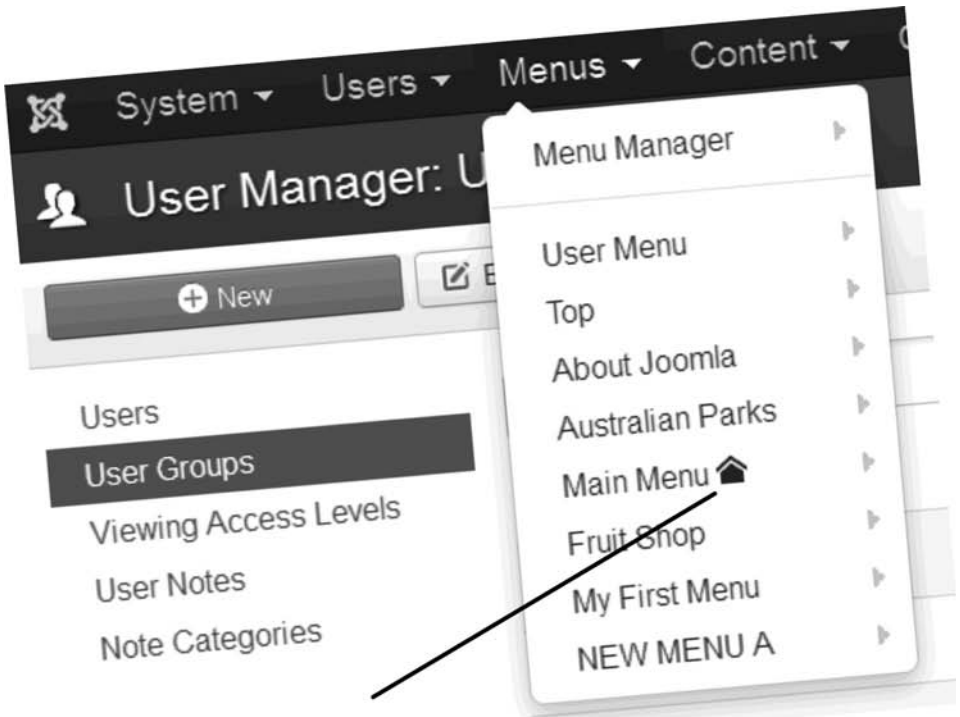 System Users Menus Content
User Manager: U
New
Menu Manager
User Menu
Top
About Joomla
Australian Parks
Main Menu
Fruit Shop
My First Menu
NEW MENU A
Users
User Groups
Viewing Access Levels
User Notes
Note Categories